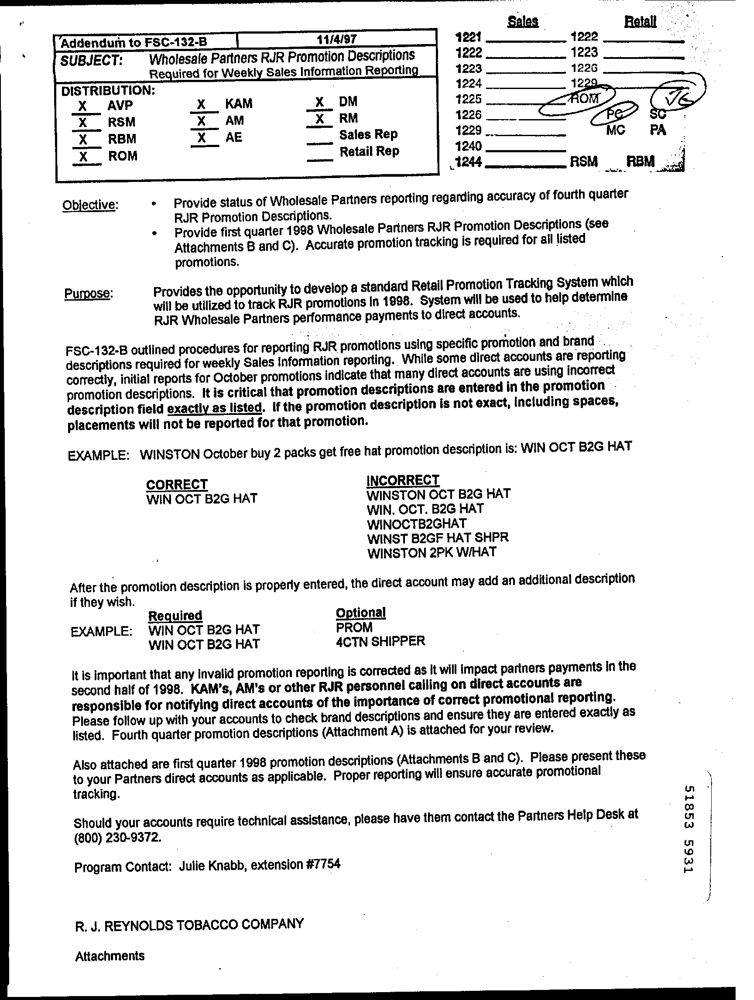 Sales Retail
Addendum to FSC-132-B 11/4/97
SUBJECT: Wholesale Partners RJR Promotion Descriptions
Required for Weekly Sales Information Reporting
DISTRIBUTION:
X AVP X KAM X DM
X RSM X AM X RM
X RBM X AE Sales Rep
X ROM Retail Rep
1221 1222
1222 1223
1223 1226
1224 1229
1225 ROM
1226 PC SC
1229 MC PA
1240
1244 RSM RBM
Objective: • Provide status of Wholesale Partners reporting regarding accuracy of fourth quarter
RJR Promotion Descriptions.
• Provide first quarter 1998 Wholesale Partners RJR Promotion Descriptions (see
Attachments B and C). Accurate promotion tracking is required for all listed
promotions.
Purpose: Provides the opportunity to develop a standard Retail Promotion Tracking System which
will be utilized to track RJR promotions in 1998. System will be used to help determine
RJR Wholesale Partners performance payments to direct accounts.
FSC-132-B outlined procedures for reporting RJR promotions using specific promotion and brand
descriptions required for weekly Sales Information reporting. While some direct accounts are reporting
correctly, initial reports for October promotions indicate that many direct accounts are using incorrect
promotion descriptions. It is critical that promotion descriptions are entered in the promotion
description field exactly as listed. If the promotion description is not exact, including spaces,
placements will not be reported for that promotion.
EXAMPLE: WINSTON October buy 2 packs get free hat promotion description is: WIN OCT B2G HAT
CORRECT INCORRECT
WIN OCT B2G HAT WINSTON OCT B2G HAT
WIN. OCT. B2G HAT
WINOCTB2GHAT
WINST B2GF HAT SHPR
WINSTON 2PK W/HAT
After the promotion description is properly entered, the direct account may add an additional description
if they wish.
Required Optional
EXAMPLE: WIN OCT B2G HAT PROM
WIN OCT B2G HAT 4CTN SHIPPER
It is important that any invalid promotion reporting is corrected as it will impact partners payments in the
second half of 1998. KAM's, AM's or other RJR personnel calling on direct accounts are
responsible for notifying direct accounts of the importance of correct promotional reporting.
Please follow up with your accounts to check brand descriptions and ensure they are entered exactly as
listed. Fourth quarter promotion descriptions (Attachment A) is attached for your review.
Also attached are first quarter 1998 promotion descriptions (Attachments B and C). Please present these
to your Partners direct accounts as applicable. Proper reporting will ensure accurate promotional
tracking.
Should your accounts require technical assistance, please have them contact the Partners Help Desk at
(800) 230-9372.
Program Contact: Julie Knabb, extension #7754
R. J. REYNOLDS TOBACCO COMPANY
Attachments
51853 5931